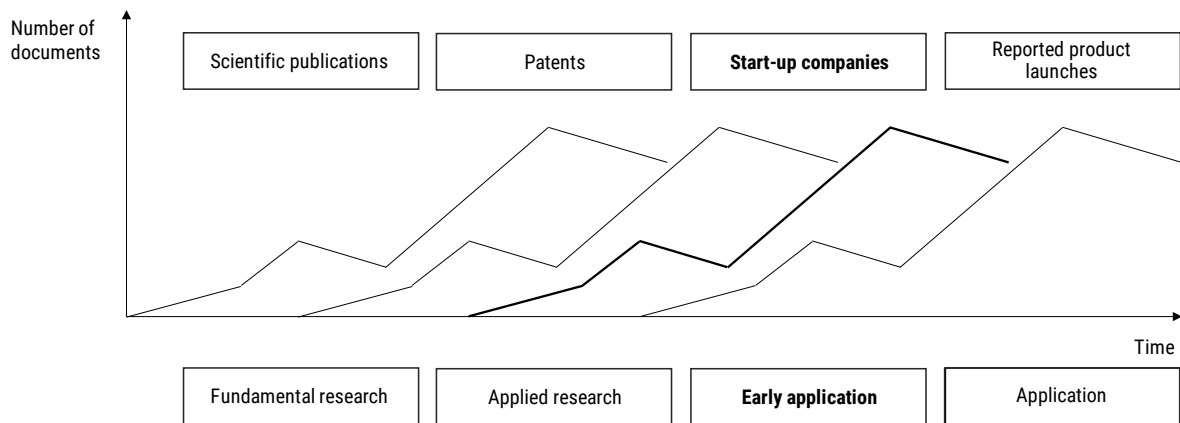 Number of
documents
Scientific publications
Patents
Start-up companies
Reported product
launches
Time
Fundamental research
Applied research
Early application
Application